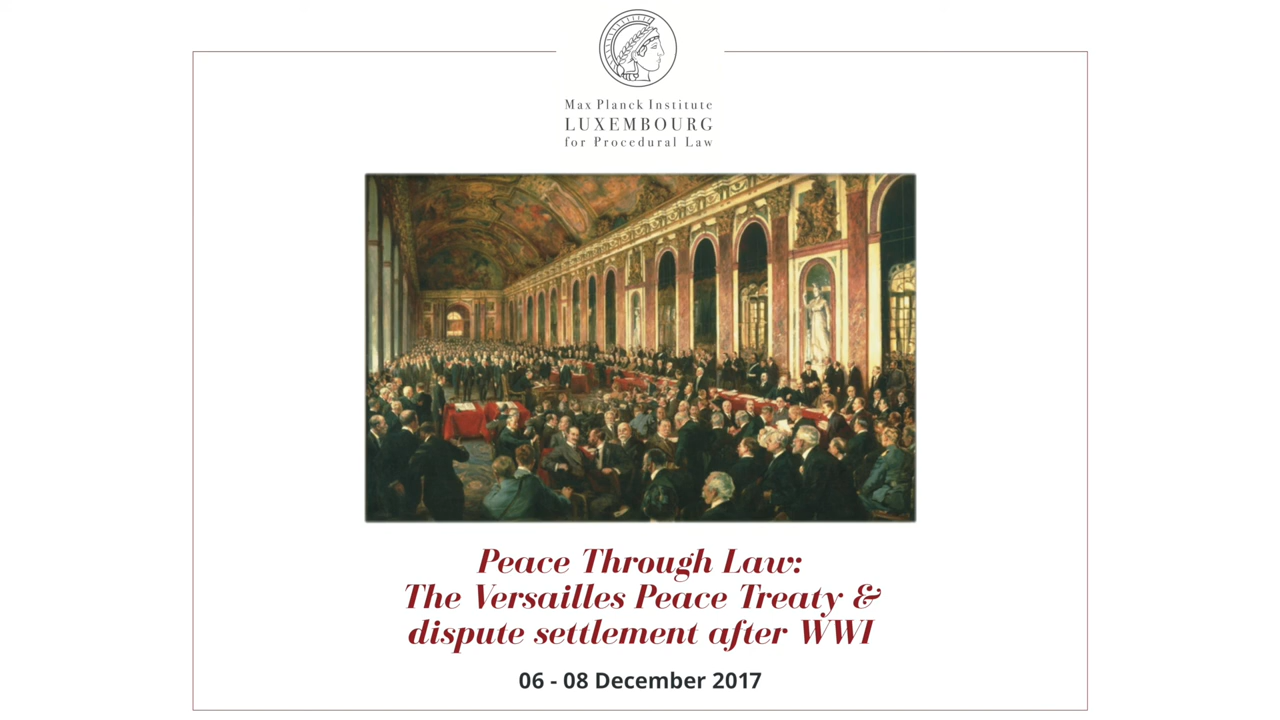 Max Planck Institute
LUXEMBOURG
for Procedural Law
Peace Through Law:
The Versailles Peace Treaty &
dispute settlement after WWI
06 - 08 December 2017